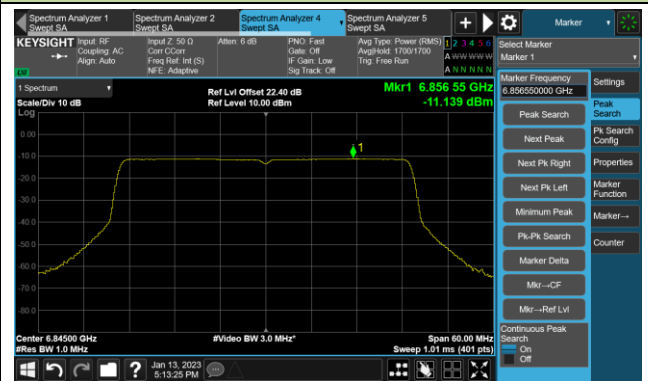 Spectrum Analyzer 1
Swept SA
Spectrum Analyzer 2
Swept SA
Spectrum Analyzer 4
Swept SA
Spectrum Analyzer 5
Swept SA
Marker
KEYSIGHT
Input: RF
Coupling: AC
Align: Auto
Input Z: 50 Ω
Corr CCorr
Freq Ref: Int (S)
NFE: Adaptive
Atten: 6 dB
PNO: Fast
Gate: Off
IF Gain: Low
Sig Track: Off
Avg Type: Power (RMS)
Avg|Hold: 1700/1700
Trig: Free Run
1 2 3 4 5 6
A W W W W W
A N N N N N
LXI
1 Spectrum
Scale/Div 10 dB
Log
Ref Lvl Offset 22.40 dB
Ref Level 10.00 dBm
Mkr1 6.856 55 GHz
-11.139 dBm
1
0.00
-10.0
-20.0
-30.0
-40.0
-50.0
-60.0
-70.0
-80.0
Center 6.84500 GHz
#Res BW 1.0 MHz
#Video BW 3.0 MHz*
Span 60.00 MHz
Sweep 1.01 ms (401 pts)
Select Marker
Marker 1
Marker Frequency
6.856550000 GHz
Peak Search
Next Peak
Next Pk Right
Next Pk Left
Minimum Peak
Pk-Pk Search
Marker Delta
Mkr→CF
Mkr→Ref Lvl
Continuous Peak
Search
On
Off
Settings
Peak
Search
Pk Search
Config
Properties
Marker
Function
Marker→
Counter
?
Jan 13, 2023
5:13:25 PM